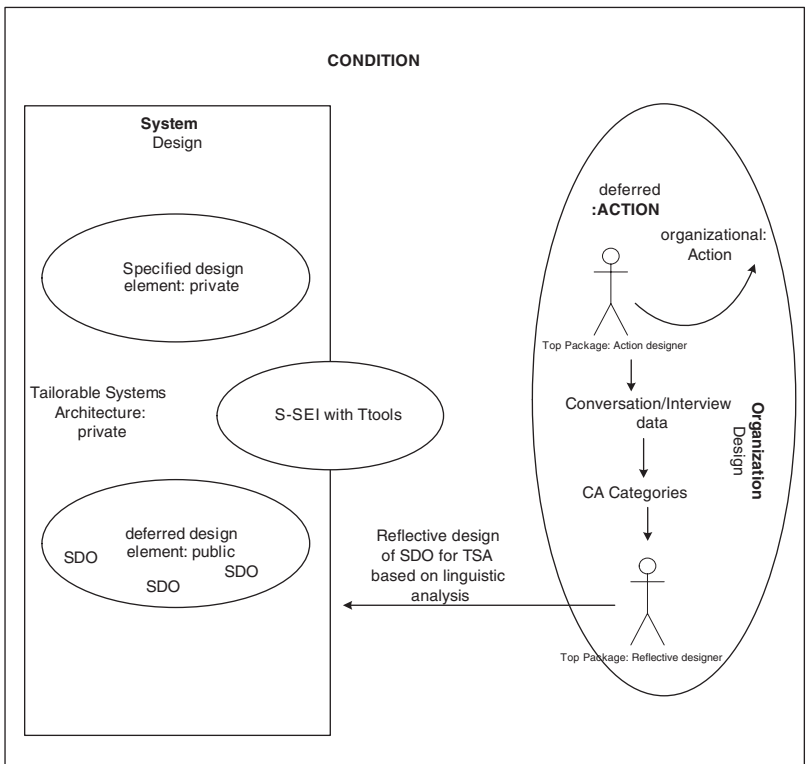 CONDITION
System
Design
Specified design
element: private
Tailorable Systems
Architecture:
private
S-SEI with Ttools
deferred design
element: public
SDO
SDO
SDO
Reflective design
of SDO for TSA
based on linguistic
analysis
deferred
:ACTION
organizational:
Action
Top Package: Action designer
Conversation/Interview
data
CA Categories
Top Package: Reflective designer
Organization
Design